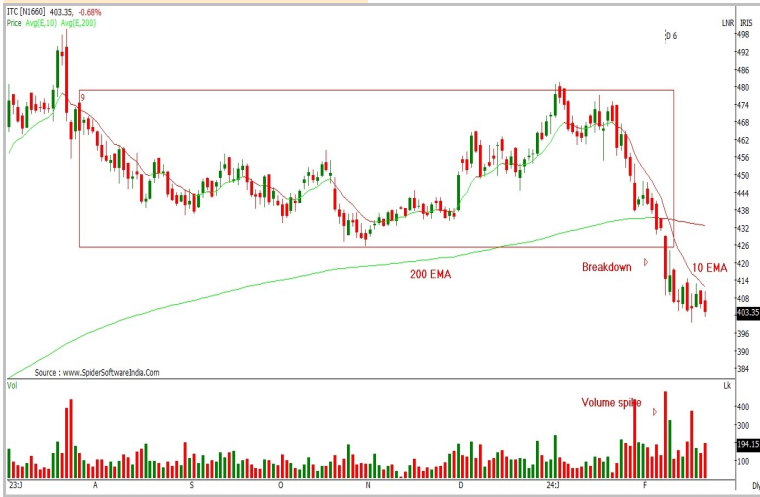 ITC [N1660] 403.35, -0.68%
Price Avg(E,10) Avg(E,200)
LNR IRIS
D 6
9
498
492
486
480
474
468
462
456
450
444
438
432
426
420
414
408
403.35
396
390
384
200 EMA
Breakdown
10 EMA
Source : www.SpiderSoftwareIndia.Com
Vol
Lk
Volume spike
400
300
194.15
100
23:J A S O N D 24:J F Dly